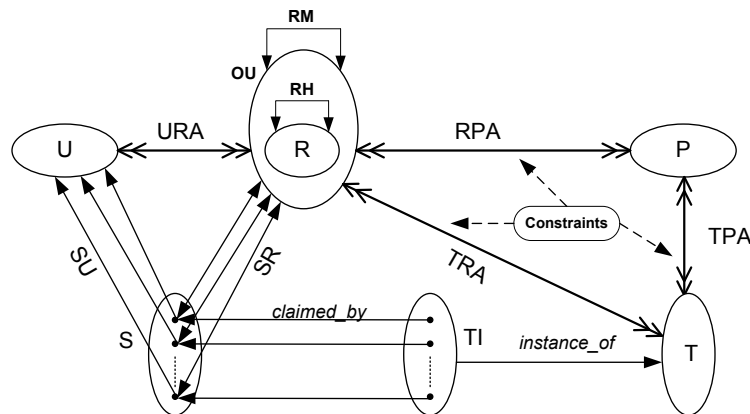 RM
OU
RH
URA
RPA
U
R
P
Constraints
TPA
SU
SR
TRA
claimed_by
S
TI
instance_of
T